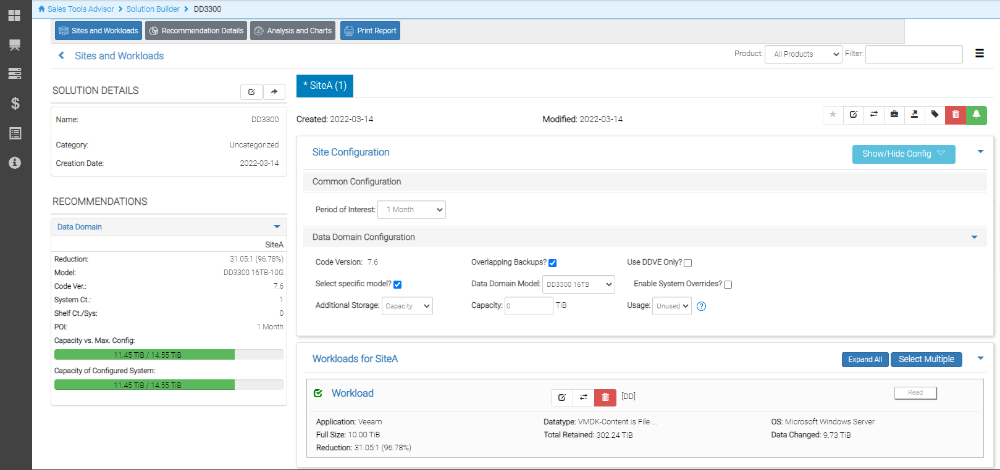 Sales Tools Advisor > Solution Builder > DD3300
Sites and Workloads Recommendation Details Analysis and Charts Print Report
Sites and Workloads
Product: All Products Filter:
SOLUTION DETAILS
Name: DD3300
Category: Uncategorized
Creation Date: 2022-03-14
RECOMMENDATIONS
Data Domain
SiteA
Reduction: 31.05:1 (96.78%)
Model: DD3300 16TB-10G
Code Ver.: 7.6
System Ct.: 1
Shelf Ct./Sys: 0
POI: 1 Month
Capacity vs. Max. Config:
11.45 TiB / 14.55 TiB
Capacity of Configured System:
11.45 TiB / 14.55 TiB
* SiteA (1)
Created: 2022-03-14 Modified: 2022-03-14
Site Configuration Show/Hide Config
Common Configuration
Period of Interest: 1 Month
Data Domain Configuration
Code Version: 7.6 Overlapping Backups? Use DDVE Only?
Select specific model? Data Domain Model: DD3300 16TB Enable System Overrides?
Additional Storage: Capacity Capacity: 0 TiB Usage: Unused ?
Workloads for SiteA Expand All Select Multiple
Workload [DD] Read
Application: Veeam Datatype: VMDK-Content is File ... OS: Microsoft Windows Server
Full Size: 10.00 TiB Total Retained: 302.24 TiB Data Changed: 9.73 TiB
Reduction: 31.05:1 (96.78%)